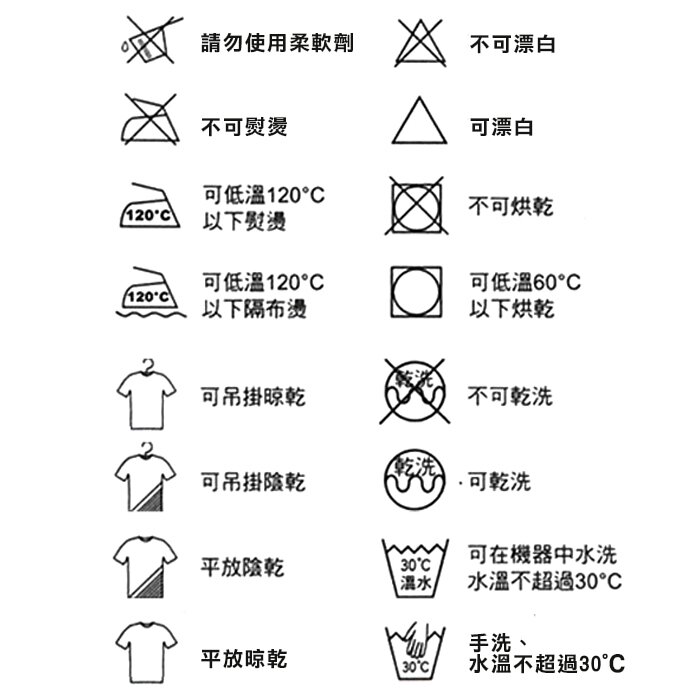 請勿使用柔軟劑
不可漂白
不可熨燙
可漂白
120°C
可低溫120°C
以下熨燙
不可烘乾
120°C
可低溫120°C
以下隔布燙
可低溫60°C
以下烘乾
可吊掛晾乾
乾洗
不可乾洗
可吊掛陰乾
乾洗
可乾洗
平放陰乾
30°C
溫水
可在機器中水洗
水溫不超過30°C
平放晾乾
30°C
手洗、
水溫不超過30°C